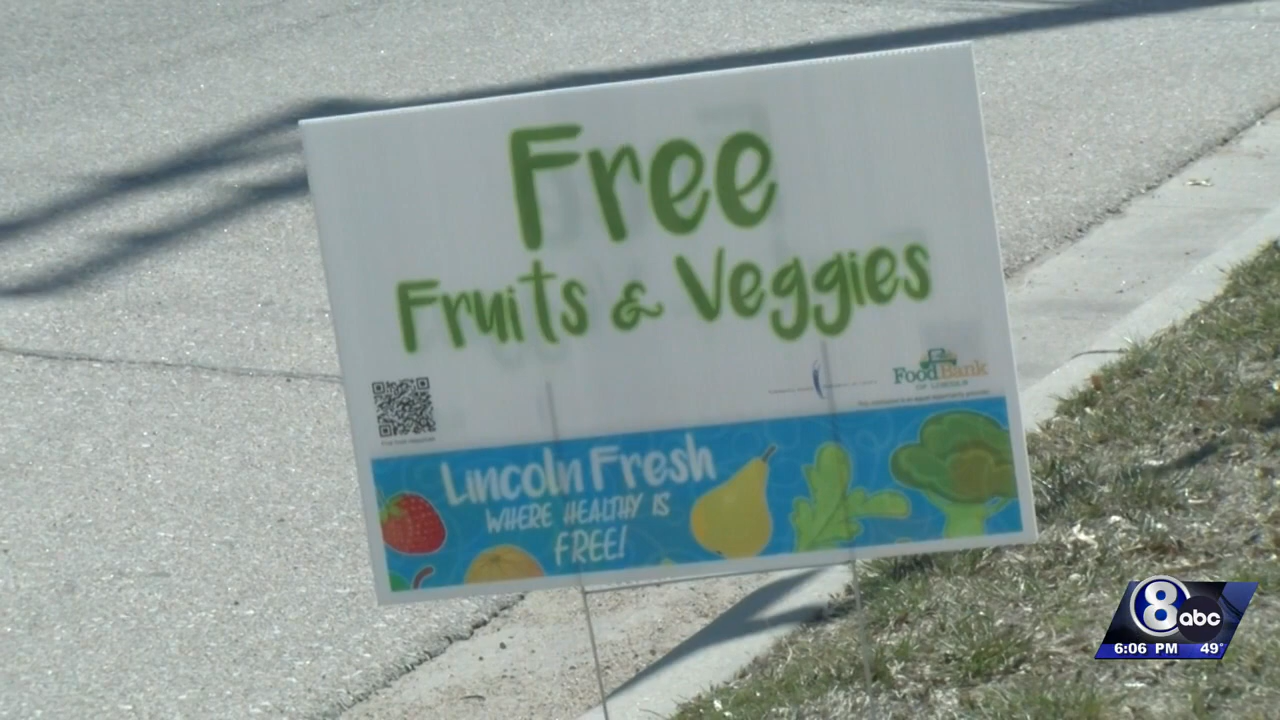 Free
Fruits & Veggies
Food Bank
OF LINCOLN
Lincoln Fresh
WHERE HEALTHY IS
FREE!
8 abc
6:06 PM 49°